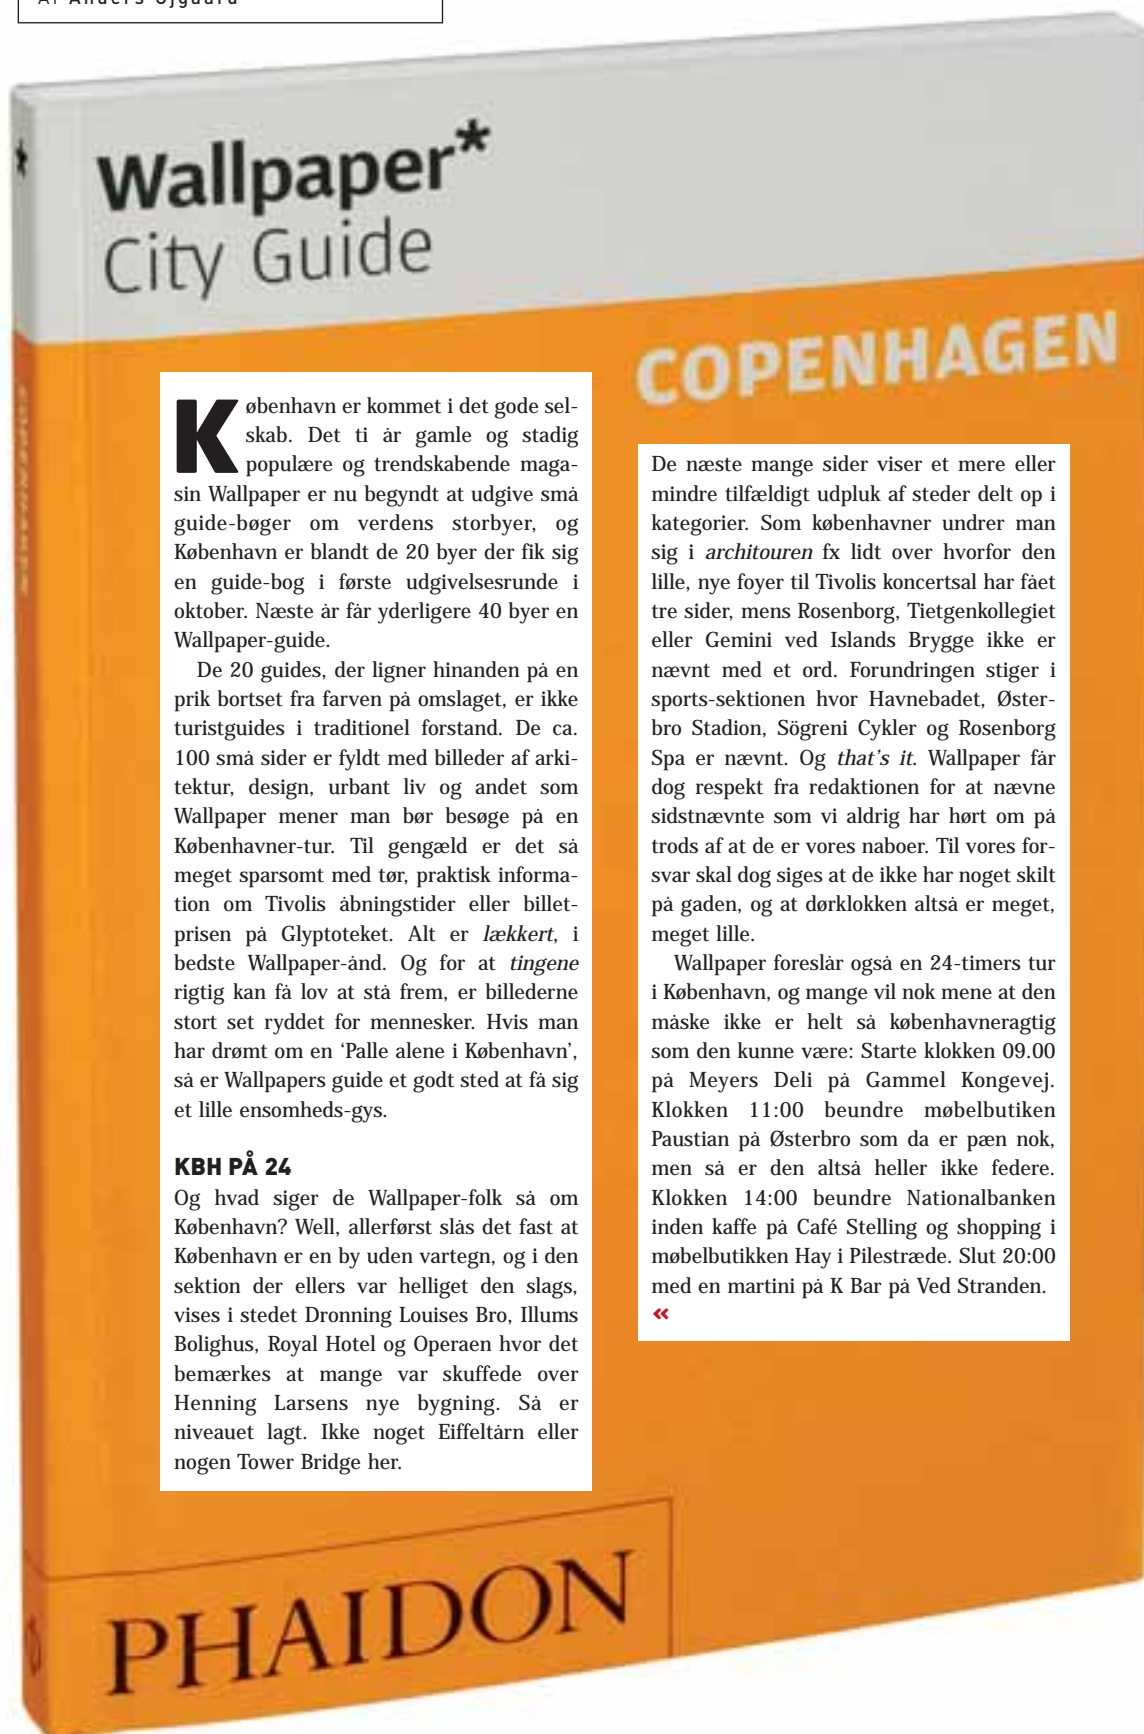 Af Anders Ojgaard
Wallpaper*
City Guide
COPENHAGEN
København er kommet i det gode sel-
skab. Det ti år gamle og stadig
populære og trendskabende maga-
sin Wallpaper er nu begyndt at udgive små
guide-bøger om verdens storbyer, og
København er blandt de 20 byer der fik sig
en guide-bog i første udgivelsesrunde i
oktober. Næste år får yderligere 40 byer en
Wallpaper-guide.
De 20 guides, der ligner hinanden på en
prik bortset fra farven på omslaget, er ikke
turistguides i traditionel forstand. De ca.
100 små sider er fyldt med billeder af arki-
tektur, design, urbant liv og andet som
Wallpaper mener man bør besøge på en
Københavner-tur. Til gengæld er det så
meget sparsomt med tør, praktisk informa-
tion om Tivolis åbningstider eller billet-
prisen på Glyptoteket. Alt er lækkert, i
bedste Wallpaper-ånd. Og for at tingene
rigtig kan få lov at stå frem, er billederne
stort set ryddet for mennesker. Hvis man
har drømt om en ‘Palle alene i København’,
så er Wallpapers guide et godt sted at få sig
et lille ensomheds-gys.
KBH PÅ 24
Og hvad siger de Wallpaper-folk så om
København? Well, allerførst slås det fast at
København er en by uden vartegn, og i den
sektion der ellers var helliget den slags,
vises i stedet Dronning Louises Bro, Illums
Bolighus, Royal Hotel og Operaen hvor det
bemærkes at mange var skuffede over
Henning Larsens nye bygning. Så er
niveauet lagt. Ikke noget Eiffeltårn eller
nogen Tower Bridge her.
De næste mange sider viser et mere eller
mindre tilfældigt udpluk af steder delt op i
kategorier. Som københavner undrer man
sig i architouren fx lidt over hvorfor den
lille, nye foyer til Tivolis koncertsal har fået
tre sider, mens Rosenborg, Tietgenkollegiet
eller Gemini ved Islands Brygge ikke er
nævnt med et ord. Forundringen stiger i
sports-sektionen hvor Havnebadet, Øster-
bro Stadion, Sögreni Cykler og Rosenborg
Spa er nævnt. Og that's it. Wallpaper får
dog respekt fra redaktionen for at nævne
sidstnævnte som vi aldrig har hørt om på
trods af at de er vores naboer. Til vores for-
svar skal dog siges at de ikke har noget skilt
på gaden, og at dørklokken altså er meget,
meget lille.
Wallpaper foreslår også en 24-timers tur
i København, og mange vil nok mene at den
måske ikke er helt så københavneragtig
som den kunne være: Starte klokken 09.00
på Meyers Deli på Gammel Kongevej.
Klokken 11:00 beundre møbelbutiken
Paustian på Østerbro som da er pæn nok,
men så er den altså heller ikke federe.
Klokken 14:00 beundre Nationalbanken
inden kaffe på Café Stelling og shopping i
møbelbutikken Hay i Pilestræde. Slut 20:00
med en martini på K Bar på Ved Stranden.
«
PHAIDON